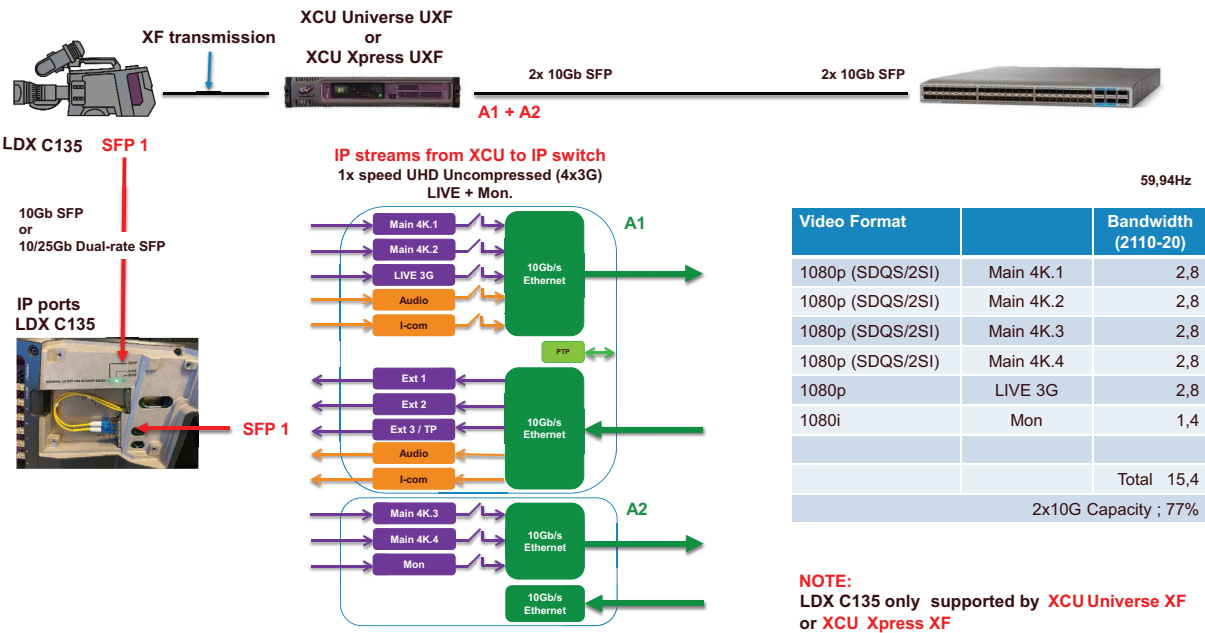 XCU Universe UXF
or
XCU Xpress UXF
XF transmission
2x 10Gb SFP
2x 10Gb SFP
A1 + A2
LDX C135 SFP 1
IP streams from XCU to IP switch
1x speed UHD Uncompressed (4x3G)
LIVE + Mon.
10Gb SFP
or
10/25Gb Dual-rate SFP
IP ports
LDX C135
SFP 1
A1
Main 4K.1
Main 4K.2
LIVE 3G
Audio
I-com
10Gb/s
Ethernet
PTP
Ext 1
Ext 2
Ext 3 / TP
Audio
I-com
10Gb/s
Ethernet
A2
Main 4K.3
Main 4K.4
Mon
10Gb/s
Ethernet
10Gb/s
Ethernet
59,94Hz
Video Format Bandwidth
(2110-20)
1080p (SDQS/2SI) Main 4K.1 2,8
1080p (SDQS/2SI) Main 4K.2 2,8
1080p (SDQS/2SI) Main 4K.3 2,8
1080p (SDQS/2SI) Main 4K.4 2,8
1080p LIVE 3G 2,8
1080i Mon 1,4
Total 15,4
2x10G Capacity ; 77%
NOTE:
LDX C135 only supported by XCU Universe XF
or XCU Xpress XF